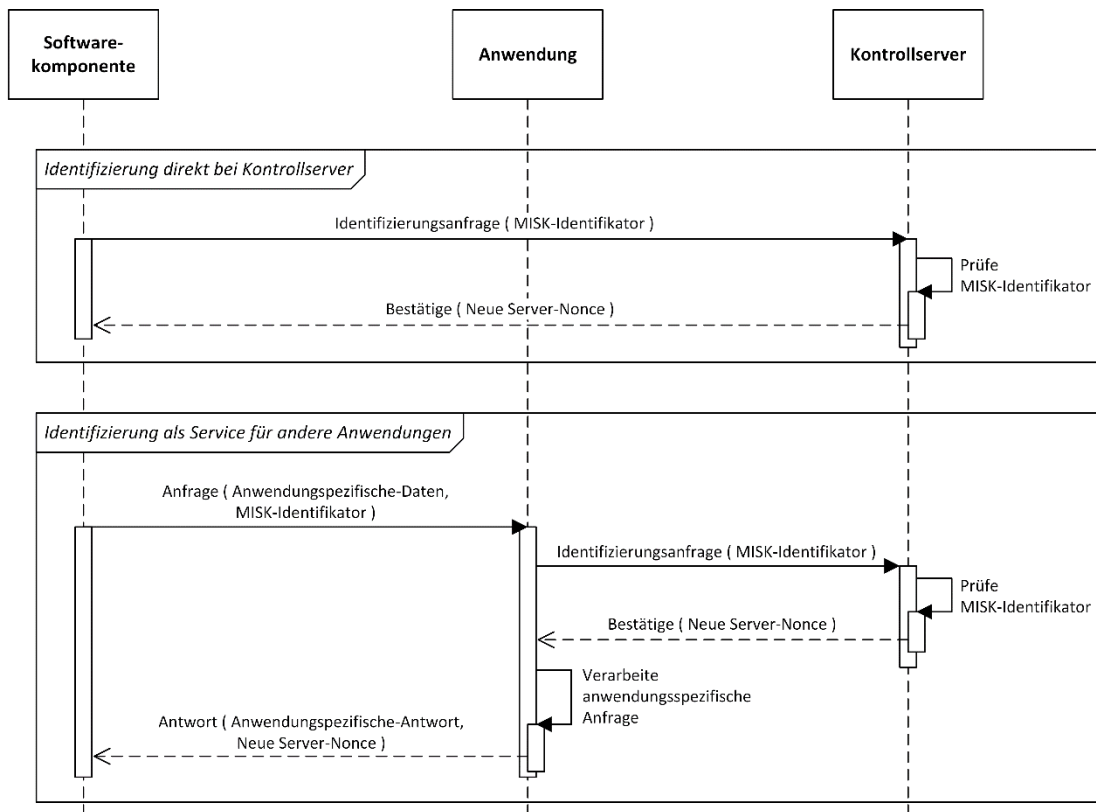 Software-
komponente
Anwendung
Kontrollserver
Identifizierung direkt bei Kontrollserver
Identifizierungsanfrage ( MISK-Identifikator )
Prüfe
MISK-Identifikator
Bestätige ( Neue Server-Nonce )
Identifizierung als Service für andere Anwendungen
Anfrage ( Anwendungspezifische-Daten,
MISK-Identifikator )
Identifizierungsanfrage ( MISK-Identifikator )
Prüfe
MISK-Identifikator
Bestätige ( Neue Server-Nonce )
Verarbeite
anwendungsspezifische
Anfrage
Antwort ( Anwendungspezifische-Antwort,
Neue Server-Nonce )